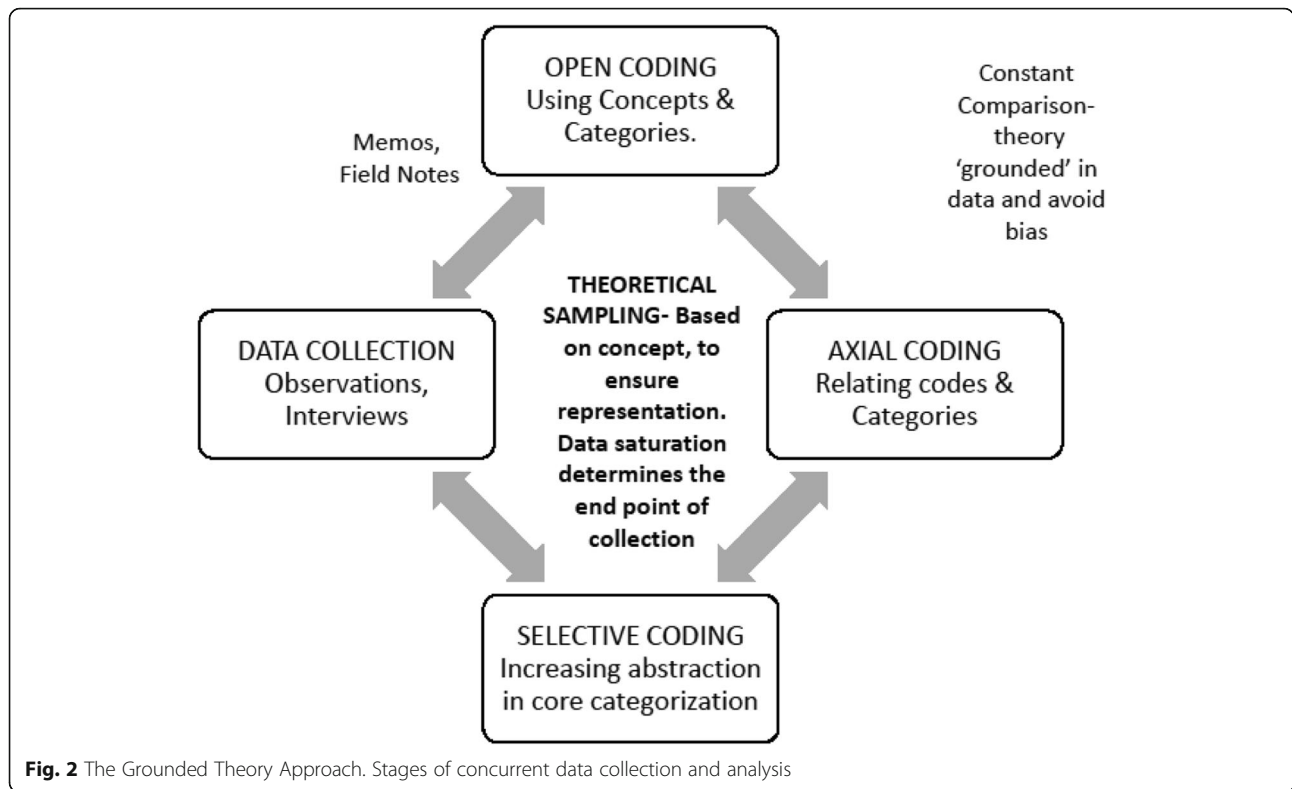 OPEN CODING
Using Concepts &
Categories.
Memos,
Field Notes
Constant
Comparison-
theory
‘grounded’ in
data and avoid
bias
DATA COLLECTION
Observations,
Interviews
THEORETICAL
SAMPLING- Based
on concept, to
ensure
representation.
Data saturation
determines the
end point of
collection
AXIAL CODING
Relating codes &
Categories
SELECTIVE CODING
Increasing abstraction
in core categorization
Fig. 2 The Grounded Theory Approach. Stages of concurrent data collection and analysis